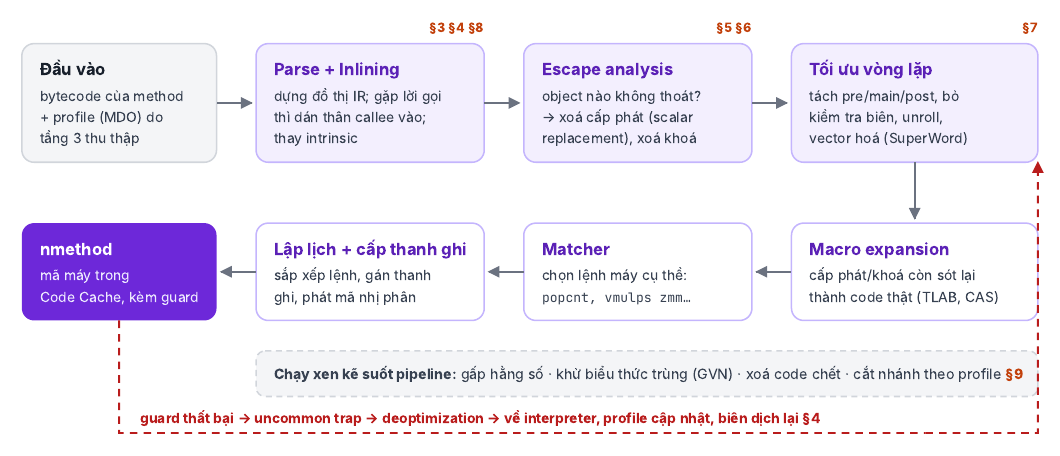 §3 §4 §8
§5 §6
§7
Đầu vào
bytecode của method
+ profile (MDO) do
tầng 3 thu thập
Parse + Inlining
dựng đồ thị IR; gặp lời gọi
thì dán thân callee vào;
thay intrinsic
Escape analysis
object nào không thoát?
→ xoá cấp phát (scalar
replacement), xoá khoá
Tối ưu vòng lặp
tách pre/main/post, bỏ
kiểm tra biên, unroll,
vector hoá (SuperWord)
nmethod
mã máy trong
Code Cache, kèm guard
Lập lịch + cấp thanh ghi
sắp xếp lệnh, gán thanh
ghi, phát mã nhị phân
Matcher
chọn lệnh máy cụ thể:
popcnt, vmulps zmm…
Macro expansion
cấp phát/khoá còn sót lại
thành code thật (TLAB, CAS)
Chạy xen kẽ suốt pipeline: gấp hằng số · khử biểu thức trùng (GVN) · xoá code chết · cắt nhánh theo profile §9
guard thất bại → uncommon trap → deoptimization → về interpreter, profile cập nhật, biên dịch lại §4